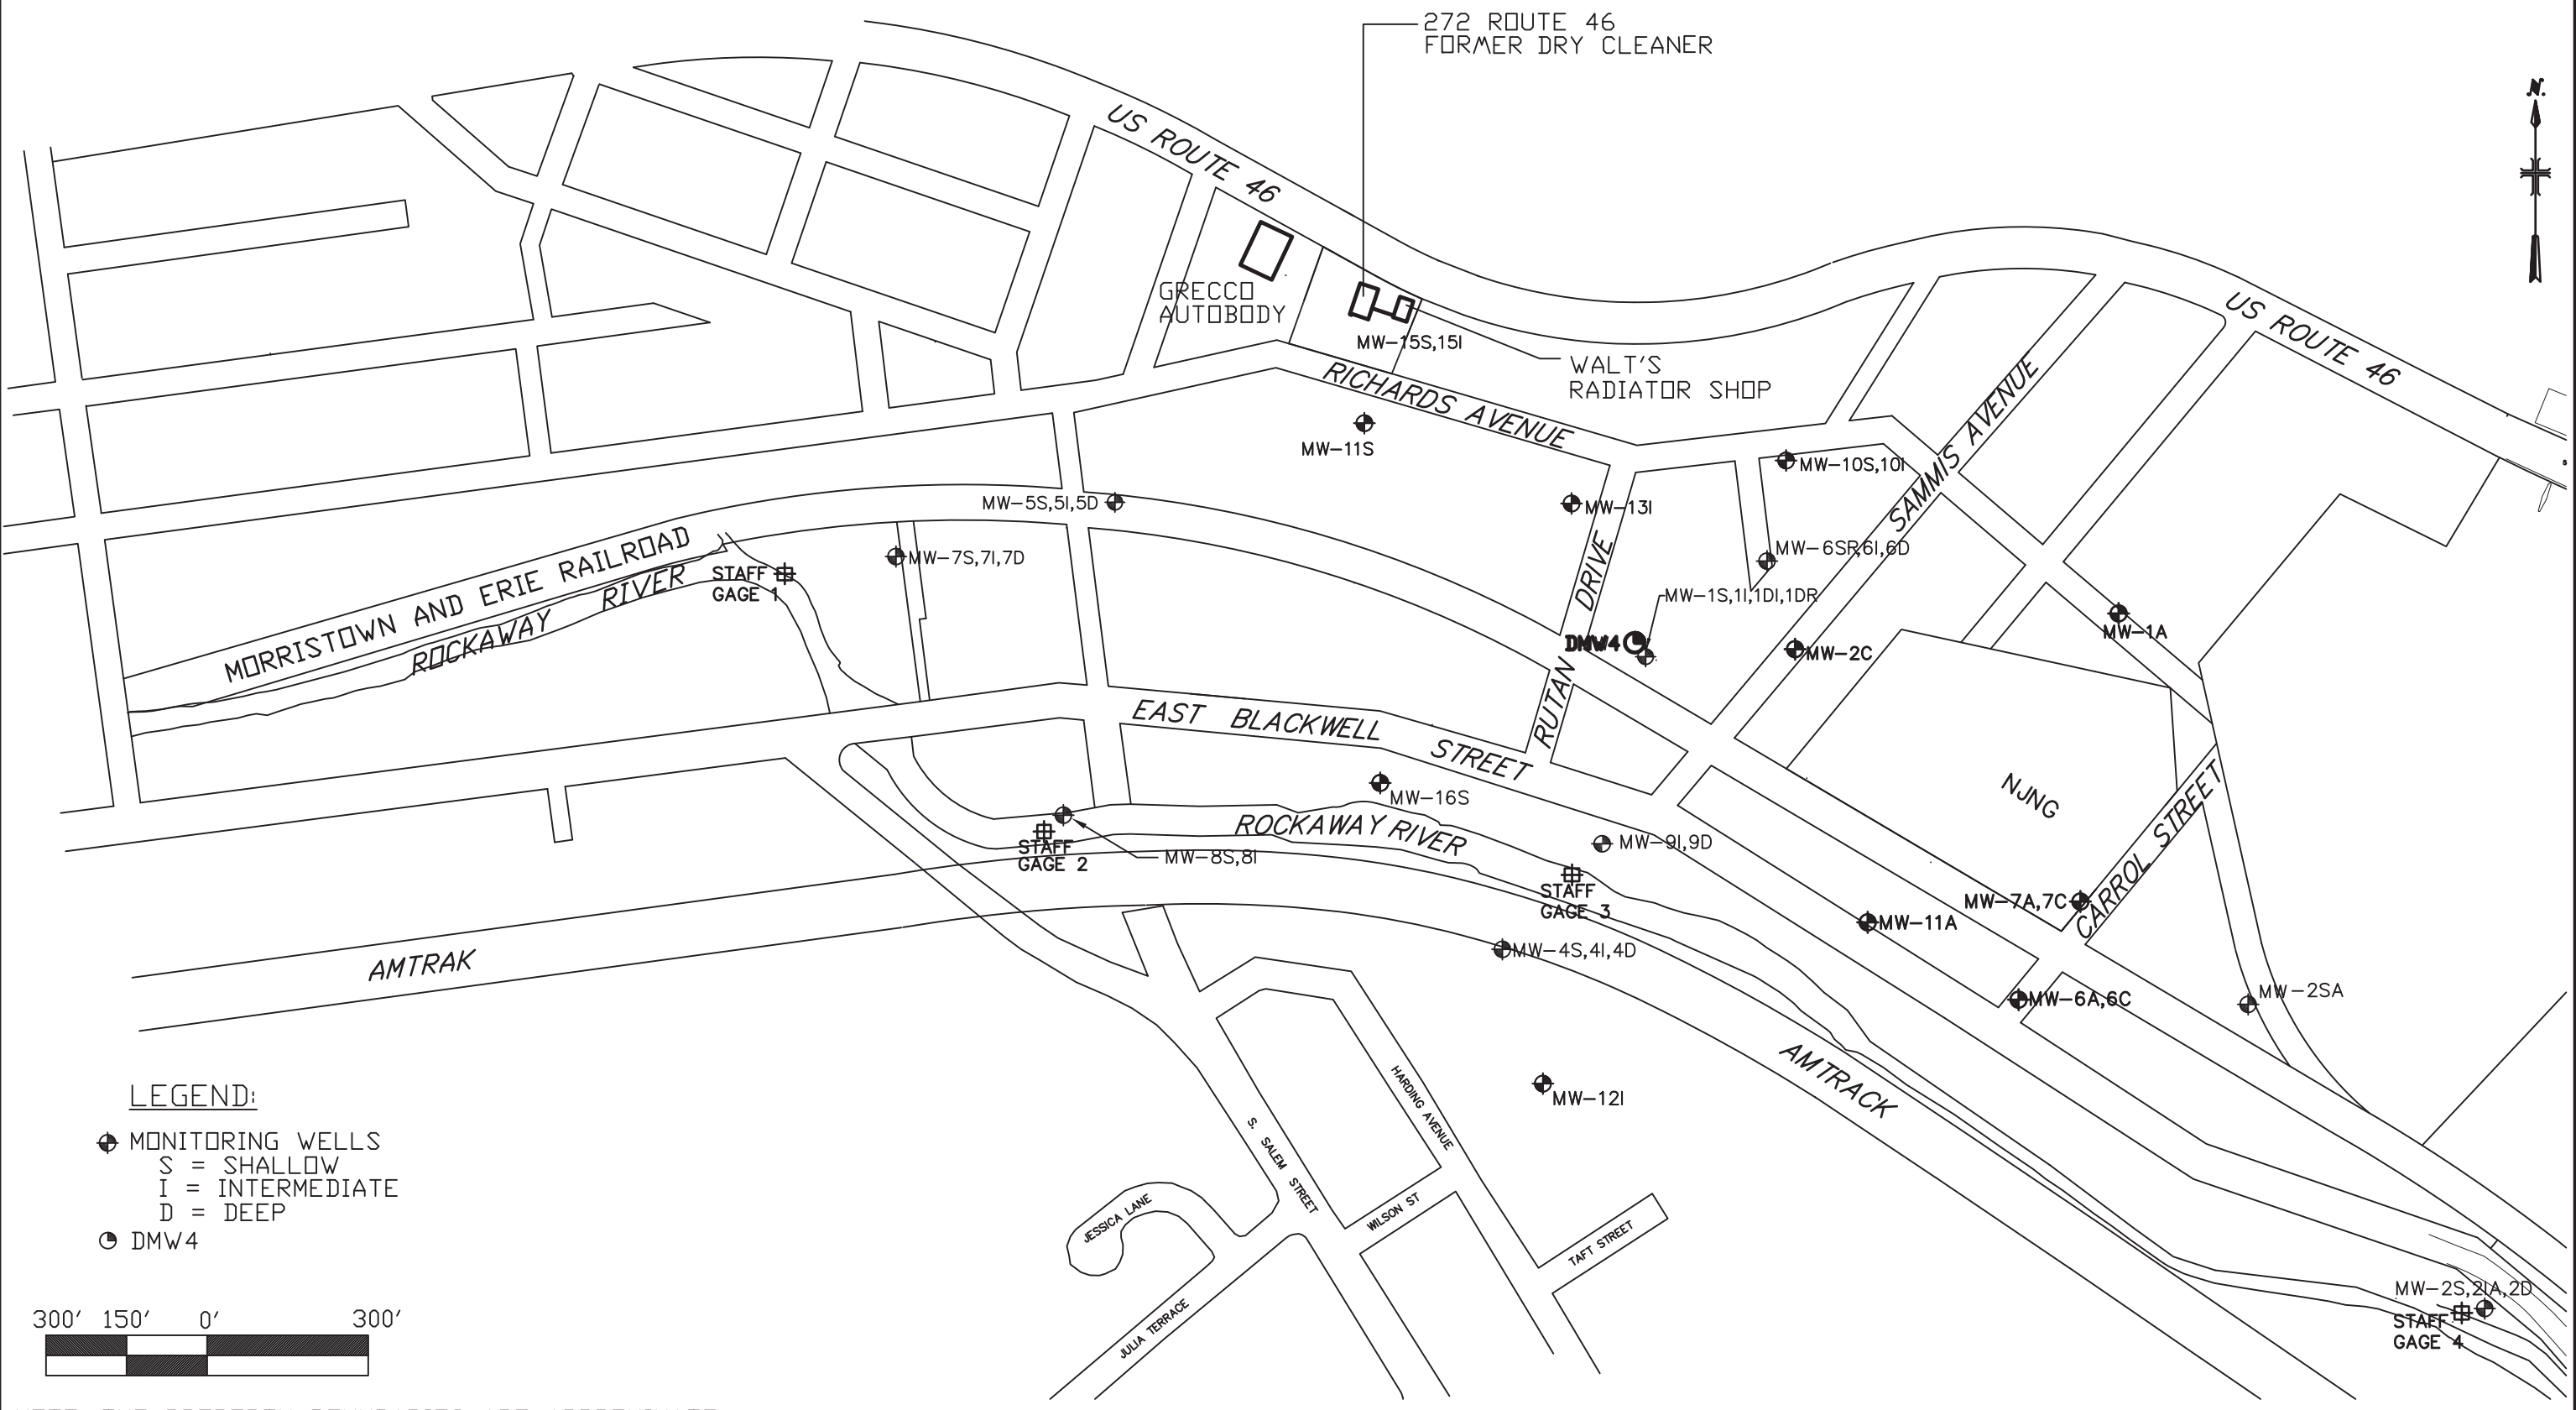 272 ROUTE 46
FORMER DRY CLEANER
N.
US ROUTE 46
GRECCO
AUTOBODY
MW-15S,15I
WALT'S
RADIATOR SHOP
US ROUTE 46
RICHARDS AVENUE
SAMMIS AVENUE
MW-11S
MW-10S,10I
MW-5S,5I,5D
MW-13I
MORRISTOWN AND ERIE RAILROAD
ROCKAWAY RIVER
STAFF
GAGE 1
MW-7S,7I,7D
MW-6SR,6I,6D
MW-1S,1I,1DI,1DR
DMW4
RUTAN DRIVE
MW-2C
MW-1A
EAST BLACKWELL STREET
MW-16S
NJNG
CARROL STREET
ROCKAWAY RIVER
STAFF
GAGE 2
MW-8S,8I
MW-9I,9D
STAFF
GAGE 3
MW-7A,7C
MW-11A
AMTRAK
MW-4S,4I,4D
MW-6A,6C
MW-2SA
AMTRACK
MW-12I
HARDING AVENUE
S. SALEM STREET
WILSON ST
TAFT STREET
JESSICA LANE
JULIA TERRACE
MW-2S,2IA,2D
STAFF
GAGE 4
LEGEND:
MONITORING WELLS
S = SHALLOW
I = INTERMEDIATE
D = DEEP
DMW4
300' 150' 0' 300'